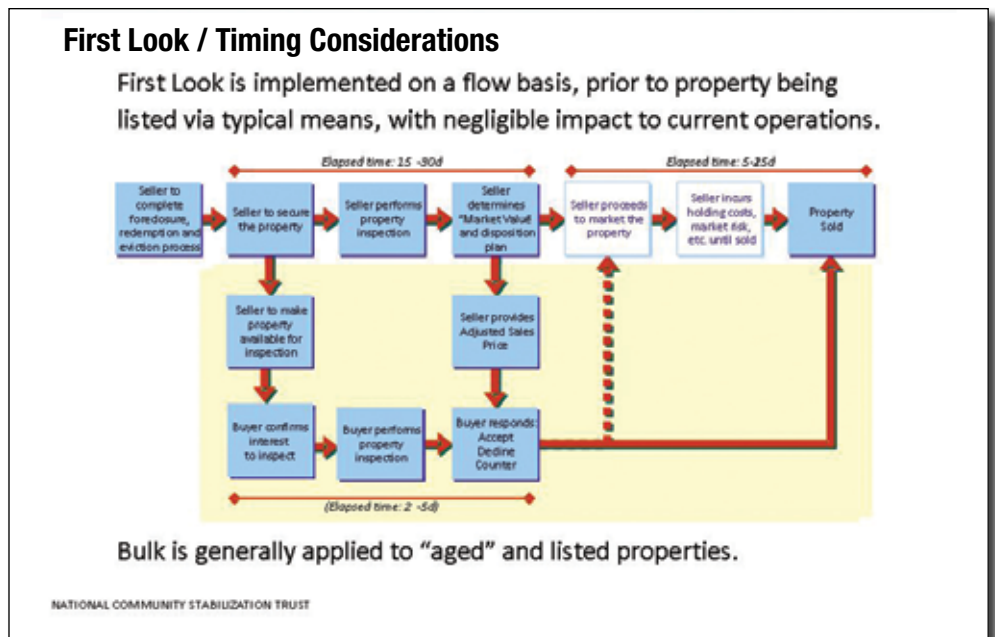 First Look / Timing Considerations
First Look is implemented on a flow basis, prior to property being
listed via typical means, with negligible impact to current operations.
Elapsed time: 15 -30d
Elapsed time: 5-25d
Seller to
complete
foreclosure,
redemption and
eviction process
Seller to secure
the property
Seller performs
property
inspection
Seller
determines
"Market Value"
and disposition
plan
Seller proceeds
to market the
property
Seller incurs
holding costs,
market risk,
etc. until sold
Property
Sold
Seller to make
property
available for
inspection
Seller provides
Adjusted Sales
Price
Buyer confirms
interest
to inspect
Buyer performs
property
inspection
Buyer responds:
Accept
Decline
Counter
(Elapsed time: 2 -5d)
Bulk is generally applied to “aged” and listed properties.
NATIONAL COMMUNITY STABILIZATION TRUST